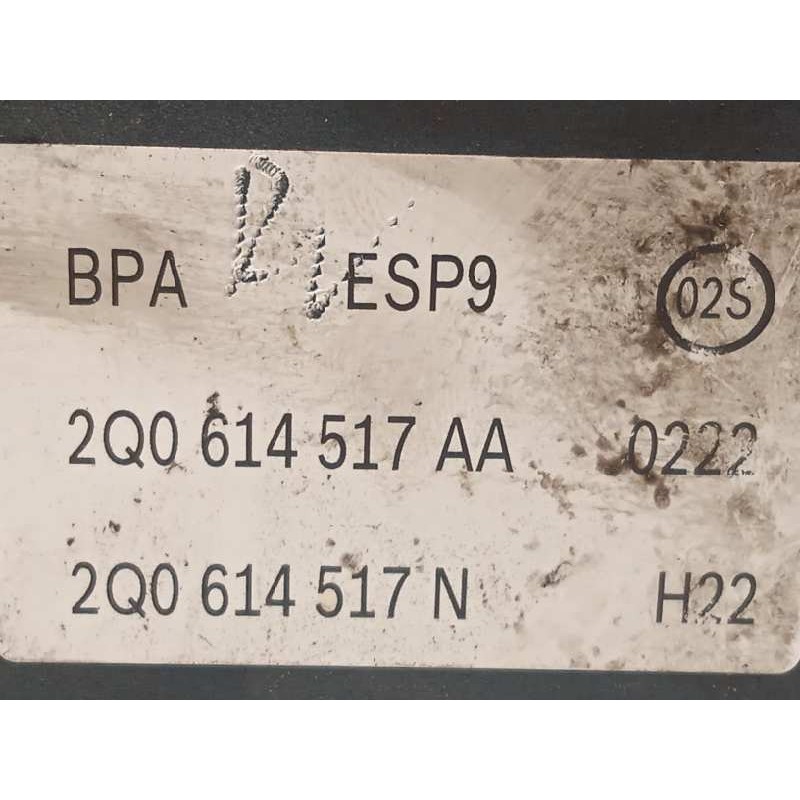 BPA ESP9 02S
2Q0 614 517 AA 0222
2Q0 614 517 N H22